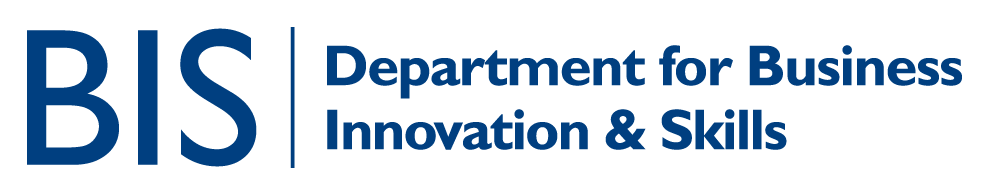 BIS
Department for Business
Innovation & Skills